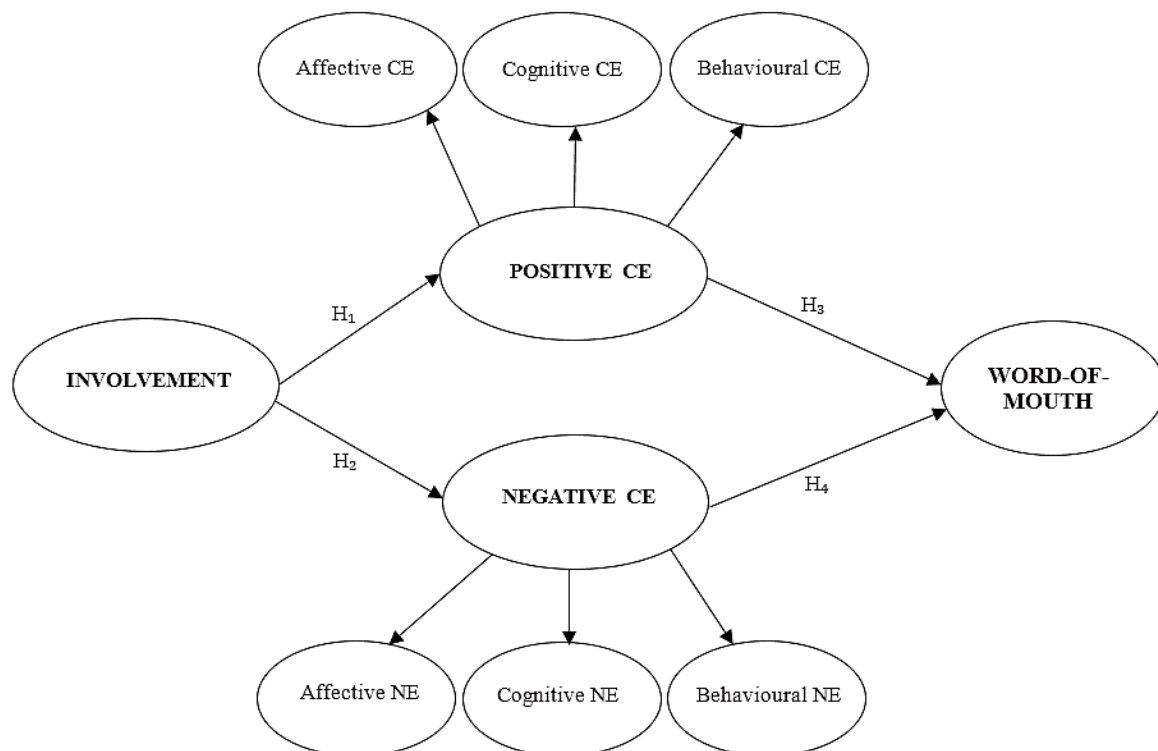 Affective CE
Cognitive CE
Behavioural CE
POSITIVE CE
H₁
H₃
INVOLVEMENT
WORD-OF-
MOUTH
H₂
NEGATIVE CE
H₄
Affective NE
Cognitive NE
Behavioural NE